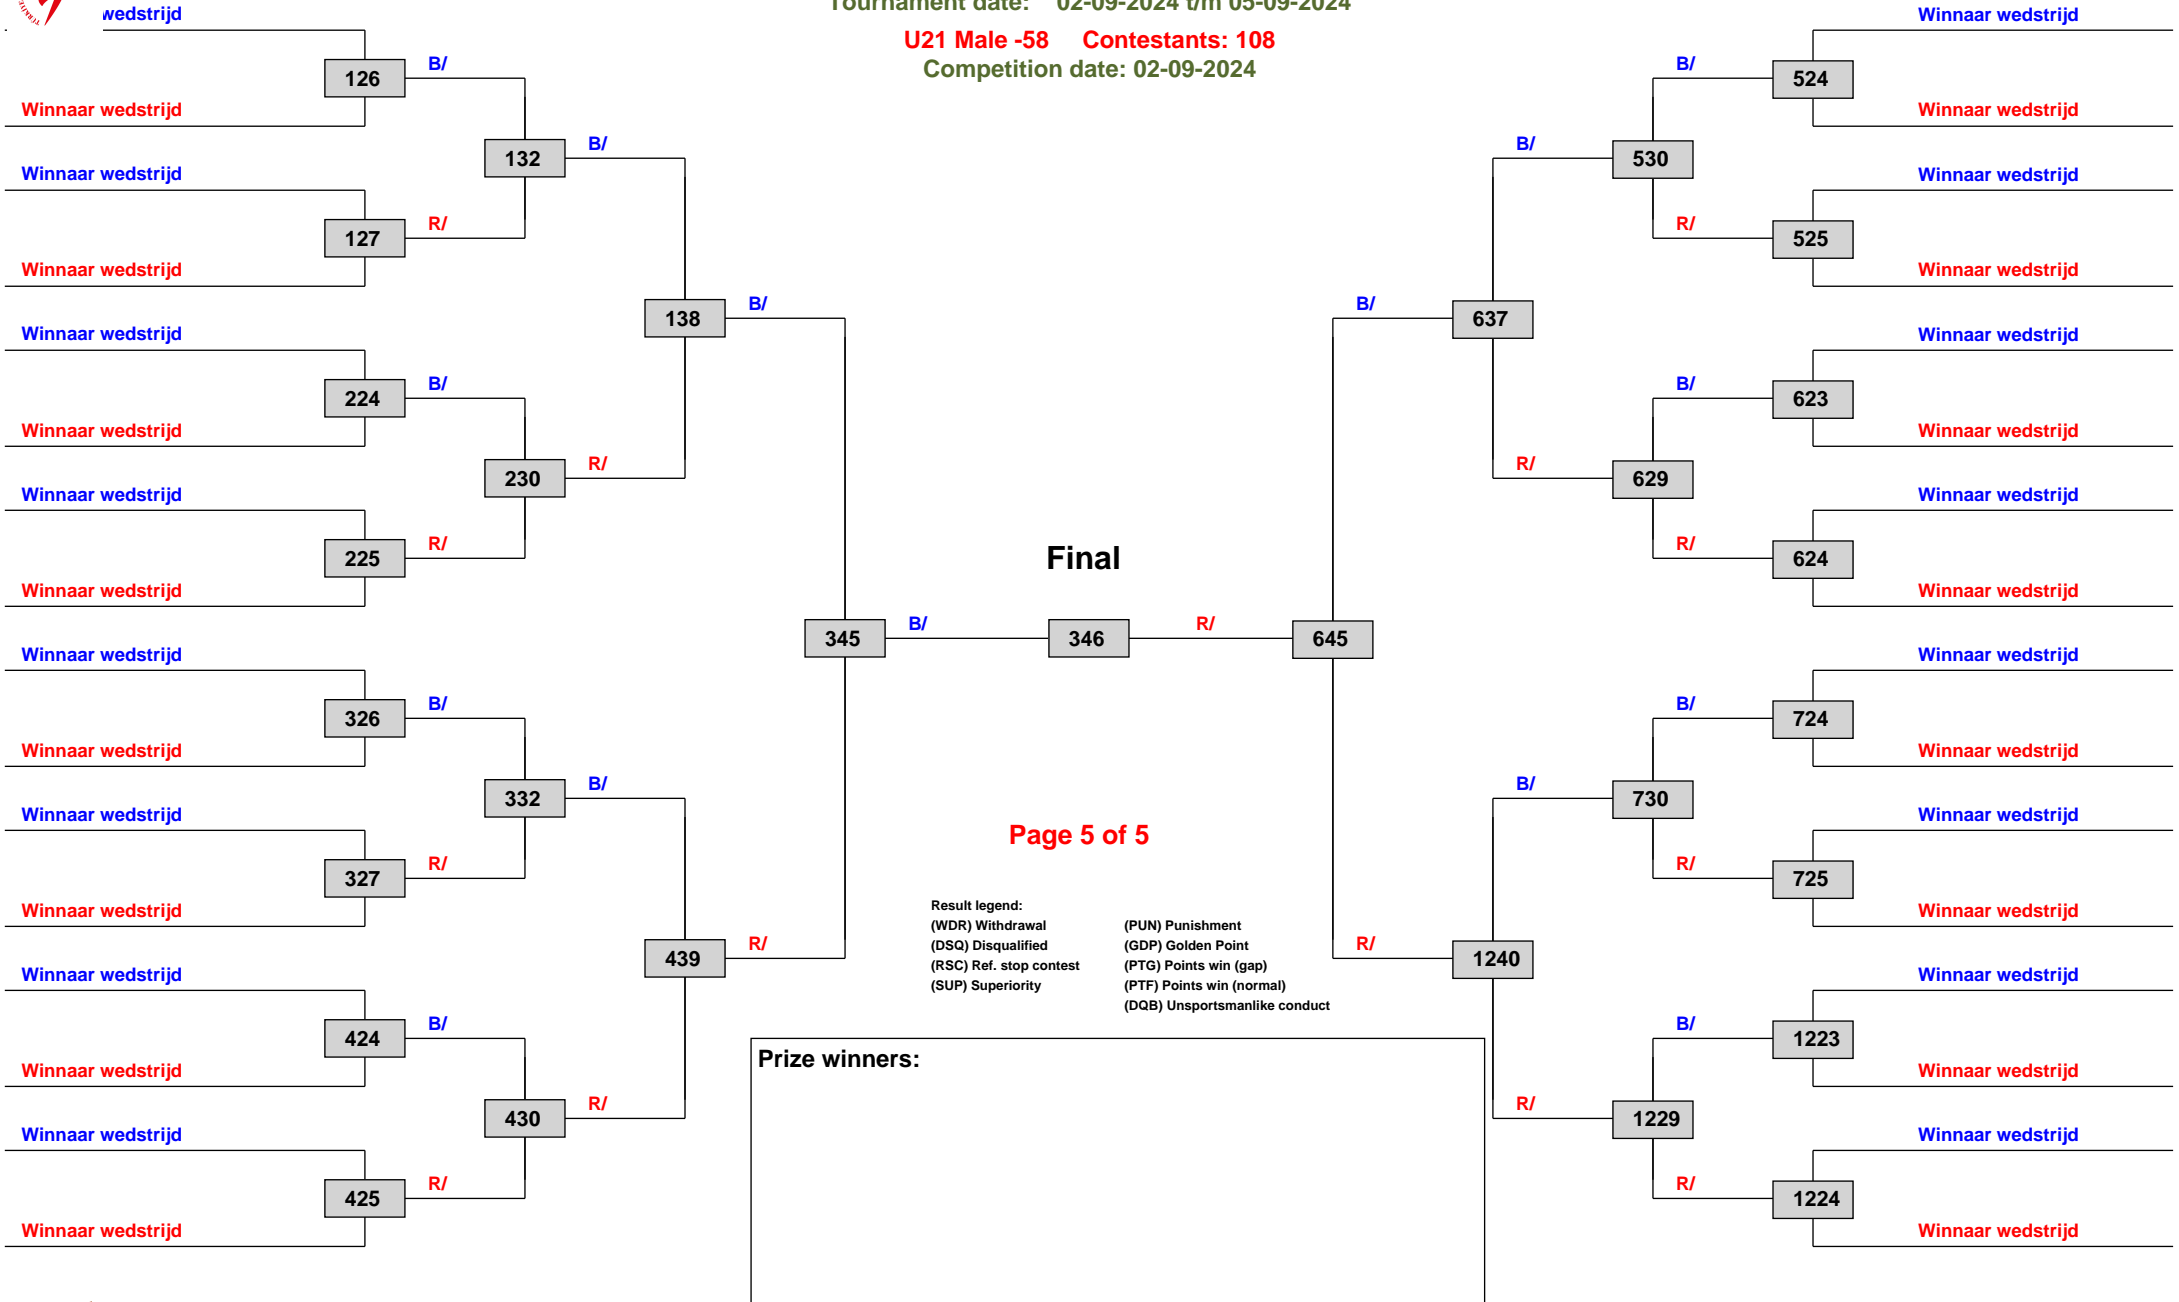 Tournament date: 02-09-2024 t/m 05-09-2024
U21 Male -58 Contestants: 108
Competition date: 02-09-2024
wedstrijd
126
B/
Winnaar wedstrijd
132
B/
Winnaar wedstrijd
127
R/
Winnaar wedstrijd
138
B/
Winnaar wedstrijd
224
B/
Winnaar wedstrijd
230
R/
Winnaar wedstrijd
225
R/
Winnaar wedstrijd
345
B/
Winnaar wedstrijd
326
B/
Winnaar wedstrijd
332
B/
Winnaar wedstrijd
327
R/
Winnaar wedstrijd
439
R/
Winnaar wedstrijd
424
B/
Winnaar wedstrijd
430
R/
Winnaar wedstrijd
425
R/
Winnaar wedstrijd
Final
346
R/
645
Winnaar wedstrijd
B/
524
Winnaar wedstrijd
B/
530
Winnaar wedstrijd
R/
525
Winnaar wedstrijd
B/
637
Winnaar wedstrijd
B/
623
Winnaar wedstrijd
R/
629
Winnaar wedstrijd
R/
624
Winnaar wedstrijd
Winnaar wedstrijd
B/
724
Winnaar wedstrijd
B/
730
Winnaar wedstrijd
R/
725
Winnaar wedstrijd
R/
1240
Winnaar wedstrijd
B/
1223
Winnaar wedstrijd
R/
1229
Winnaar wedstrijd
R/
1224
Winnaar wedstrijd
Page 5 of 5
Result legend:
(WDR) Withdrawal (PUN) Punishment
(DSQ) Disqualified (GDP) Golden Point
(RSC) Ref. stop contest (PTG) Points win (gap)
(SUP) Superiority (PTF) Points win (normal)
(DQB) Unsportsmanlike conduct
Prize winners: